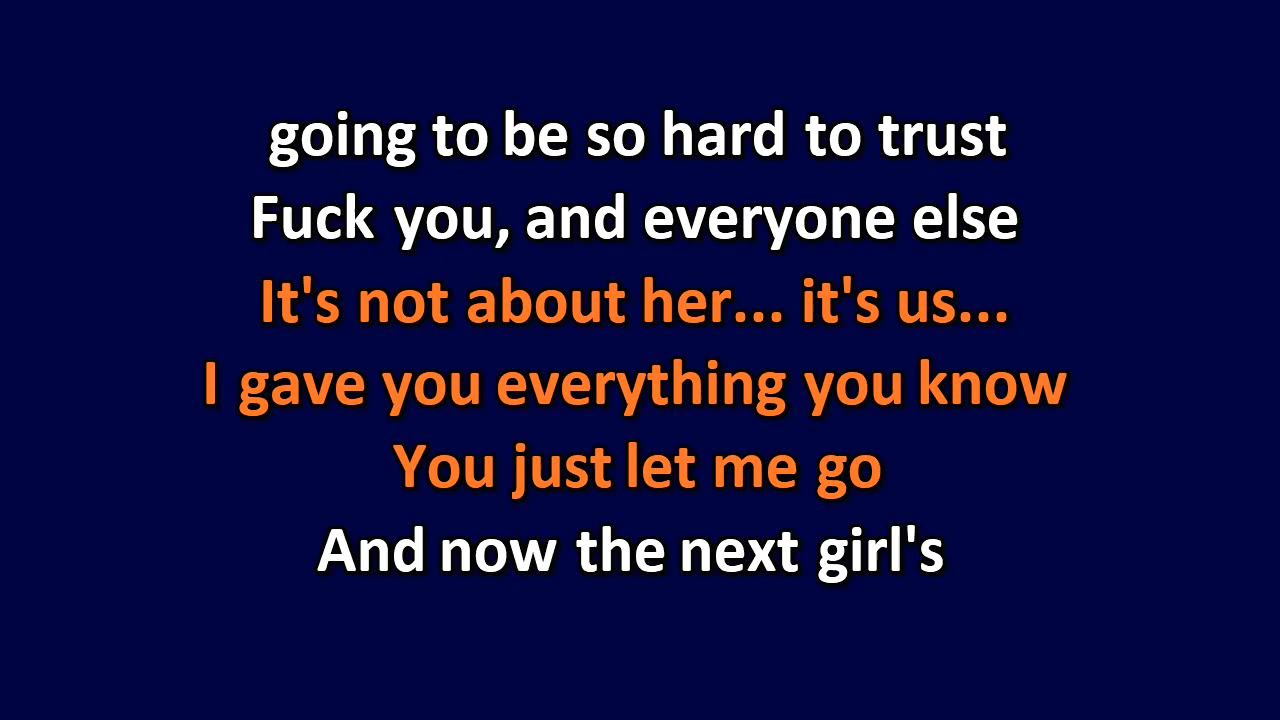 going to be so hard to trust
Fuck you, and everyone else
It's not about her... it's us...
I gave you everything you know
You just let me go
And now the next girl's